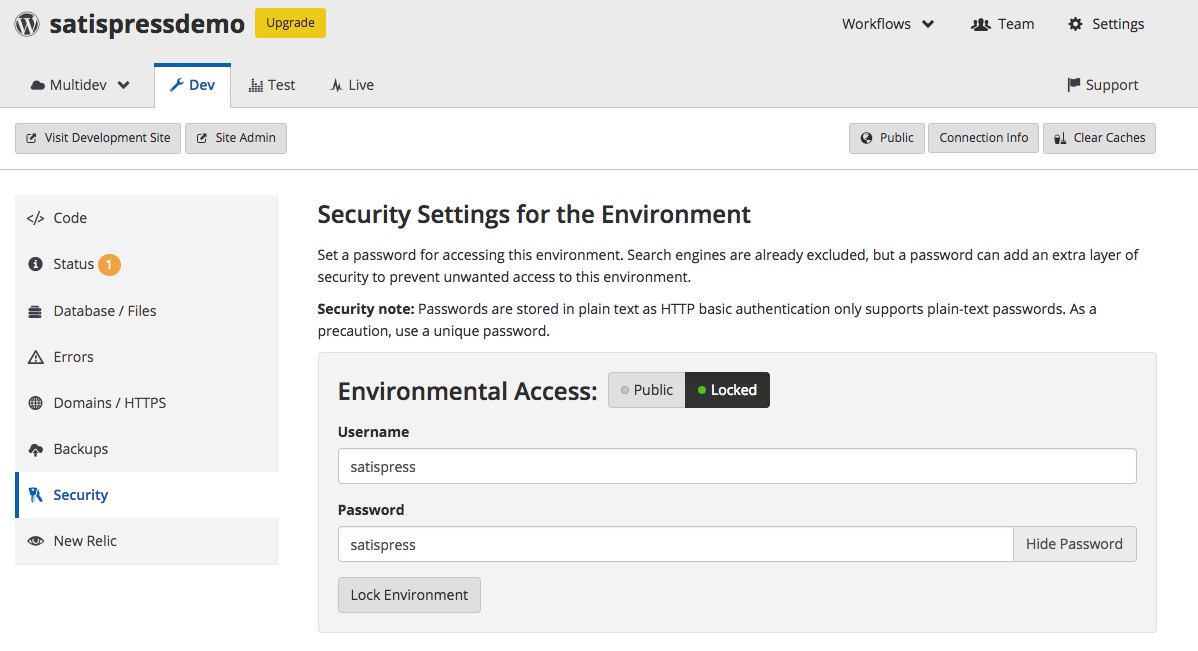 satispressdemo Upgrade Workflows Team Settings
Multidev Dev Test Live Support
Visit Development Site Site Admin Public Connection Info Clear Caches
Code
Status 1
Database / Files
Errors
Domains / HTTPS
Backups
Security
New Relic
Security Settings for the Environment
Set a password for accessing this environment. Search engines are already excluded, but a password can add an extra layer of
security to prevent unwanted access to this environment.
Security note: Passwords are stored in plain text as HTTP basic authentication only supports plain-text passwords. As a
precaution, use a unique password.
Environmental Access: Public Locked
Username
satispress
Password
satispress Hide Password
Lock Environment